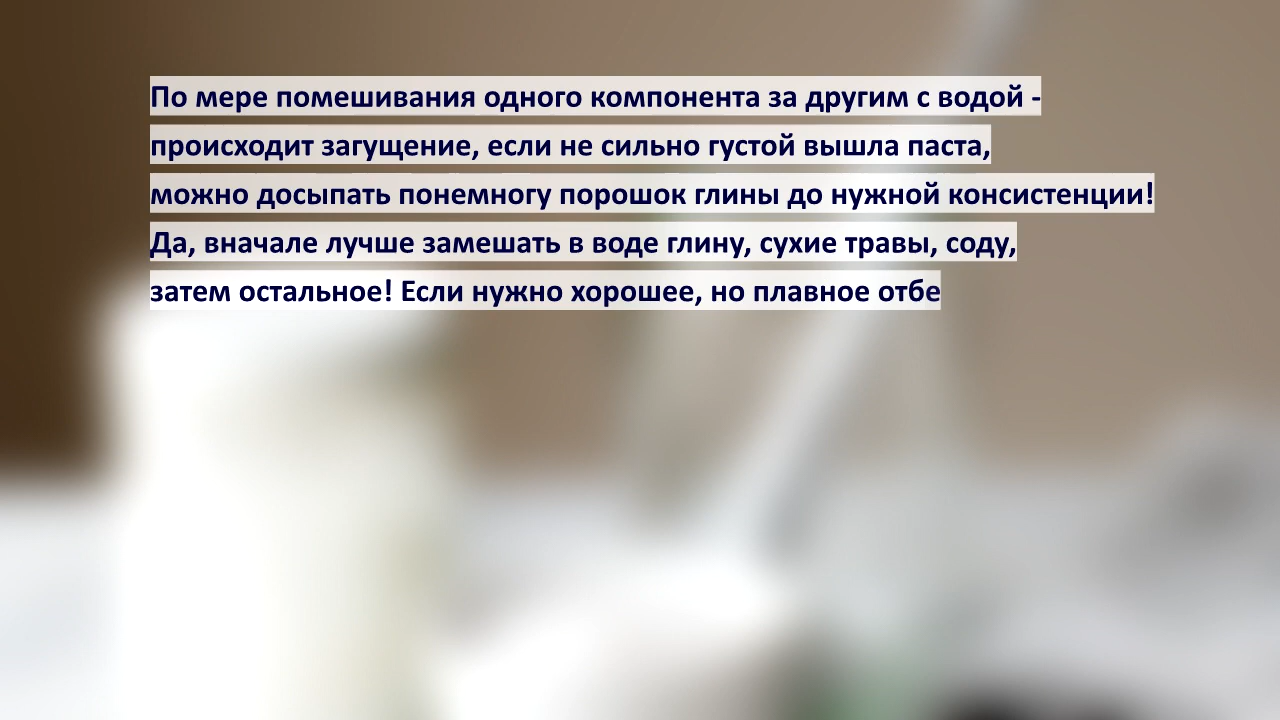 По мере помешивания одного компонента за другим с водой -
происходит загущение, если не сильно густой вышла паста,
можно досыпать понемногу порошок глины до нужной консистенции!
Да, вначале лучше замешать в воде глину, сухие травы, соду,
затем остальное! Если нужно хорошее, но плавное отбе